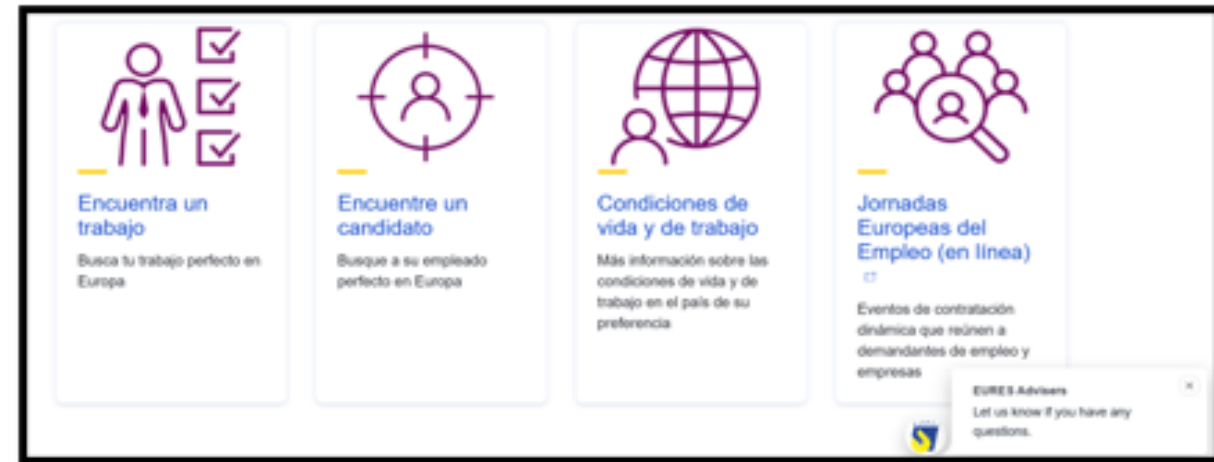 Encuentra un
trabajo
Busca tu trabajo perfecto en
Europa
Encuentre un
candidato
Busque a su empleado
perfecto en Europa
Condiciones de
vida y de trabajo
Más información sobre las
condiciones de vida y de
trabajo en el país de su
preferencia
Jornadas
Europeas del
Empleo (en línea)
Eventos de contratación
dinámica que reúnen a
demandantes de empleo y
empresas
EURES Advisers
Let us know if you have any
questions.